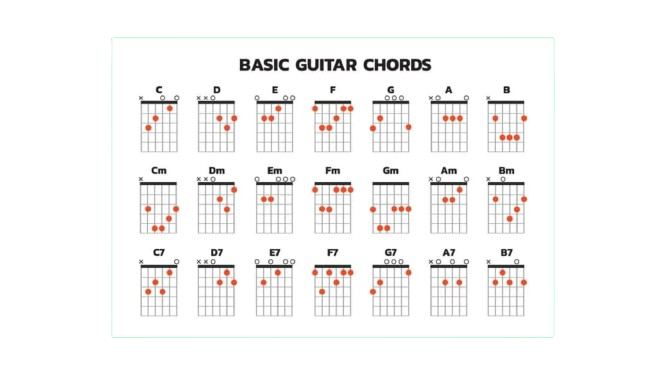 BASIC GUITAR CHORDS
C D E F G A B
Cm Dm Em Fm Gm Am Bm
C7 D7 E7 F7 G7 A7 B7